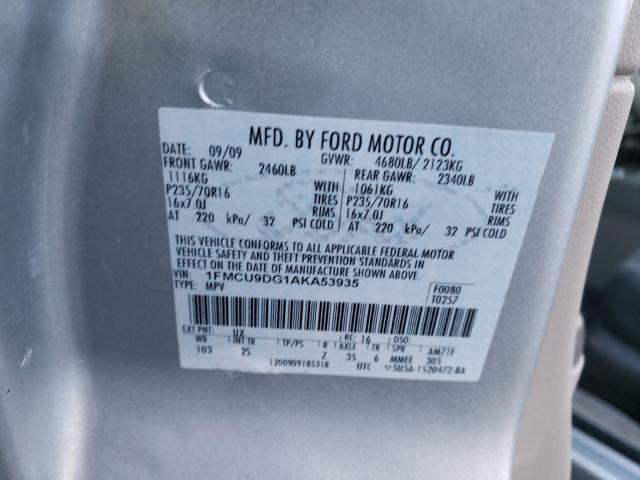 MFD. BY FORD MOTOR CO.
DATE: 09/09 GVWR: 4680LB/ 2123KG
FRONT GAWR: 2460LB REAR GAWR: 2340LB
1116KG WITH 1061KG WITH
P235/70R16 TIRES P235/70R16 TIRES
16x7.0J RIMS 16x7.0J RIMS
AT 220 kPa/ 32 PSI COLD AT 220 kPa/ 32 PSI COLD
THIS VEHICLE CONFORMS TO ALL APPLICABLE FEDERAL MOTOR
VEHICLE SAFETY AND BUMPER AND THEFT PREVENTION STANDARDS IN
EFFECT ON THE DATE OF MANUFACTURE SHOWN ABOVE.
VIN: 1FMCU9DG1AKA53935 F0080
TYPE: MPV T0257
EXT PNT: UX RC: 16 DSO:
WB INT TR TP/PS R AXLE TR SPR AM71F
103 25 Z 35 6 MMEE 305
1200909185318 UTC 5U5A-1520472-BA